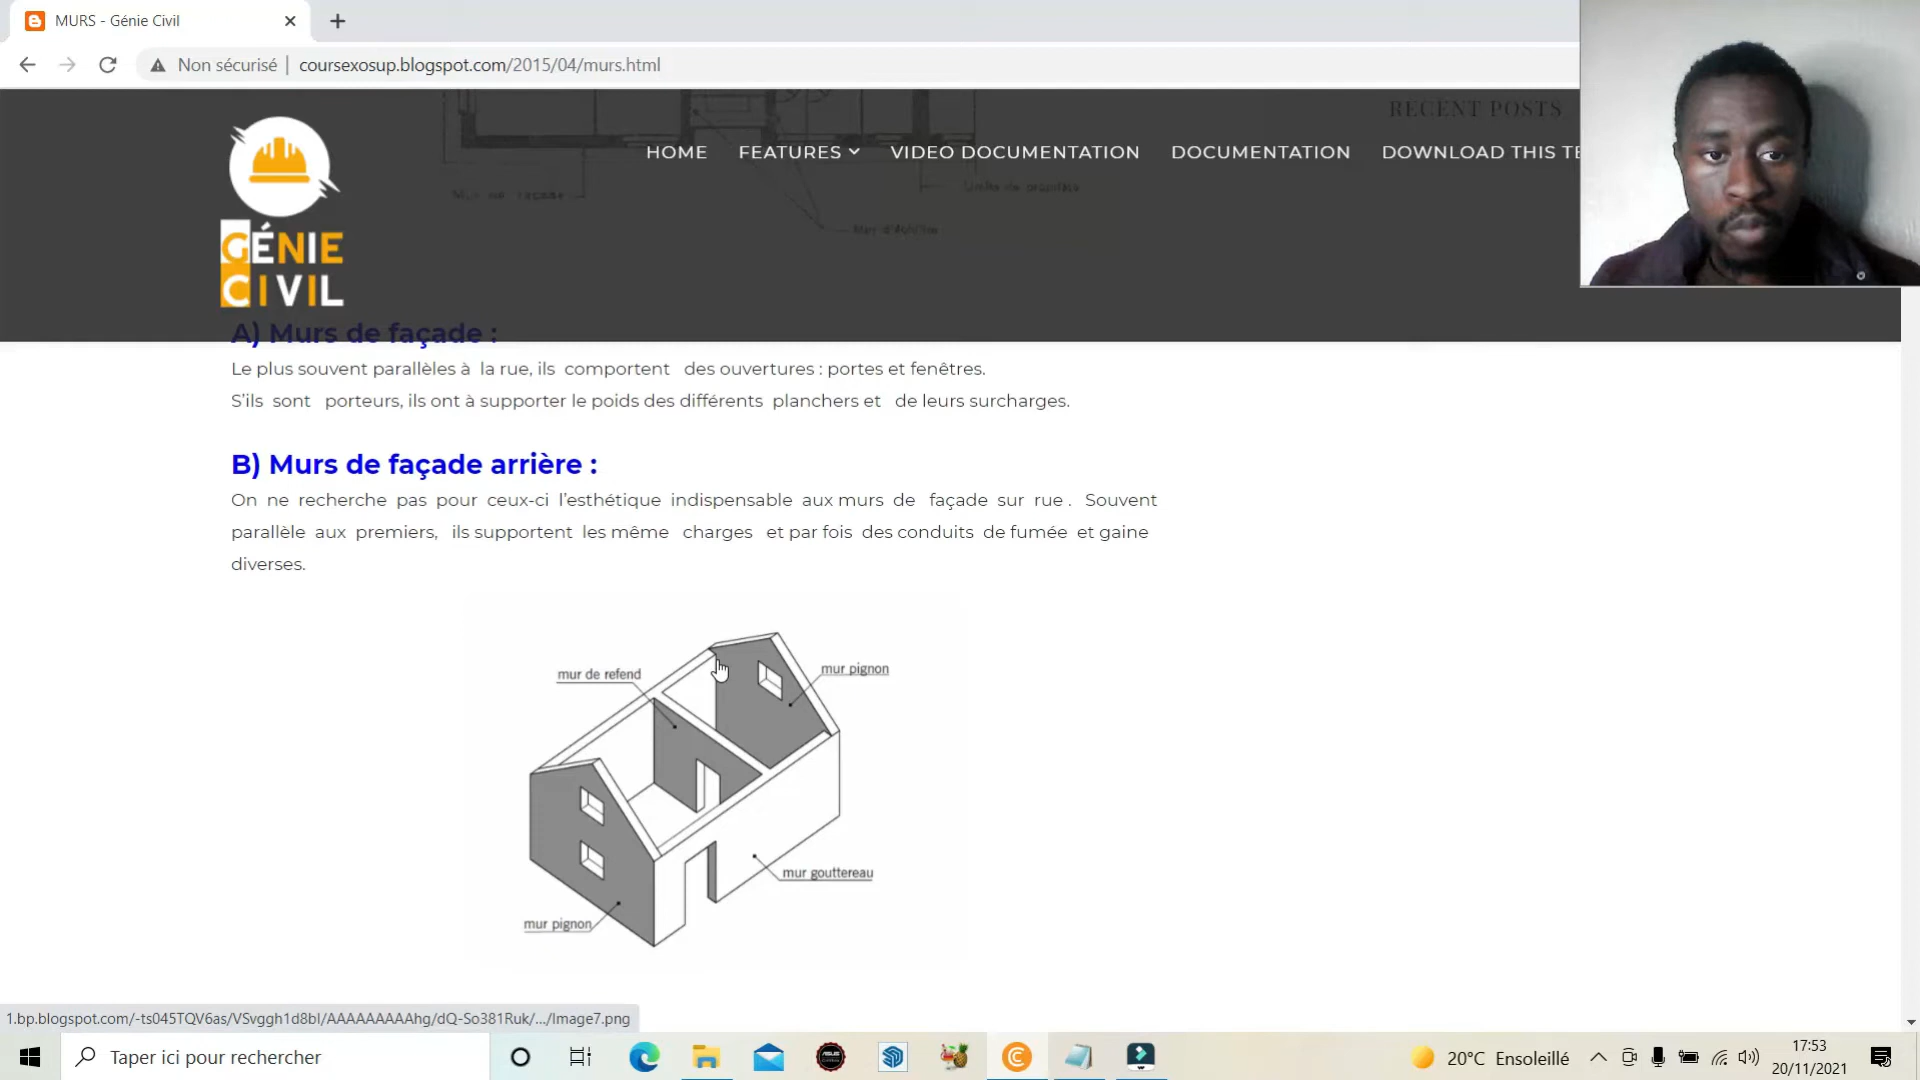 MURS - Génie Civil
Non sécurisé | coursexosup.blogspot.com/2015/04/murs.html
RECENT POSTS
HOME FEATURES VIDEO DOCUMENTATION DOCUMENTATION DOWNLOAD THIS TE
Mur de façade
Limite de propriété
GÉNIE
CIVIL
A) Murs de façade :
Le plus souvent parallèles à la rue, ils comportent des ouvertures : portes et fenêtres.
S'ils sont porteurs, ils ont à supporter le poids des différents planchers et de leurs surcharges.
B) Murs de façade arrière :
On ne recherche pas pour ceux-ci l'esthétique indispensable aux murs de façade sur rue . Souvent
parallèle aux premiers, ils supportent les même charges et par fois des conduits de fumée et gaine
diverses.
mur de refend
mur pignon
mur gouttereau
mur pignon
1.bp.blogspot.com/-ts045TQV6as/VSvggh1d8bI/AAAAAAAAAhg/dQ-So381Ruk/.../Image7.png
Taper ici pour rechercher
20°C Ensoleillé
17:53
20/11/2021